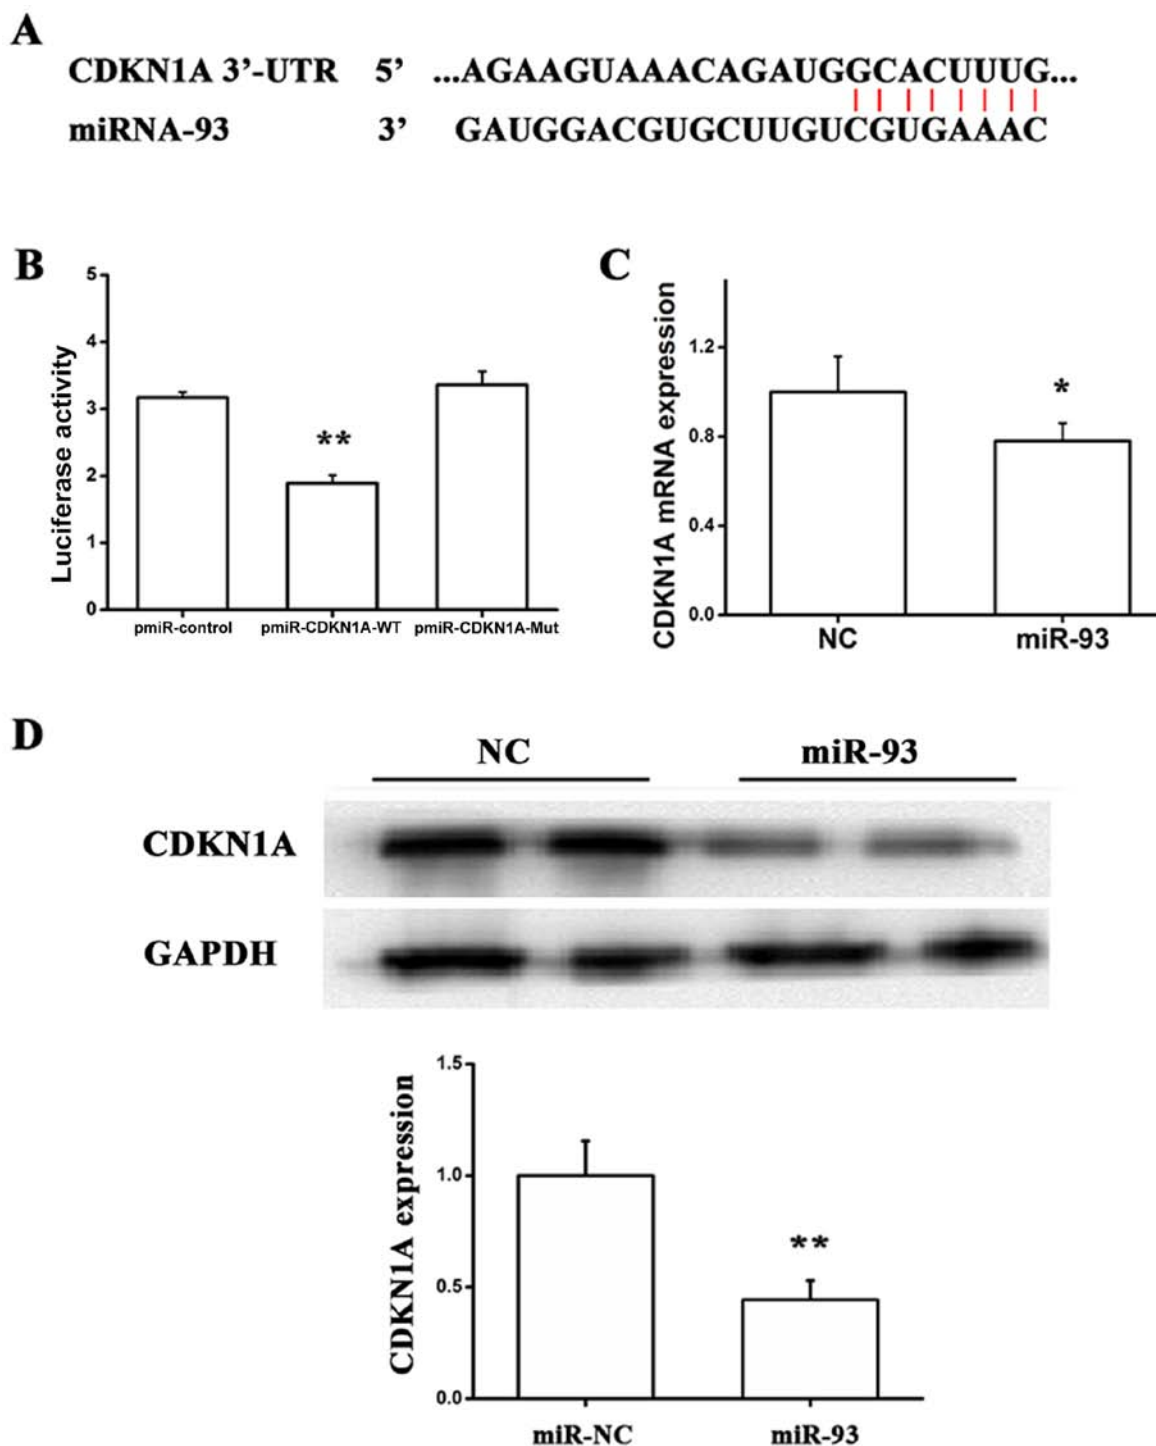 A
CDKN1A 3’-UTR 5’ ...AGAAGUAAACAGAUGGCACUUUG...
miRNA-93 3’ GAUGGACGUGCUUGUCGUGAAAC
B
5
4
3
2
1
0
Luciferase activity
**
pmiR-control pmiR-CDKN1A-WT pmiR-CDKN1A-Mut
C
1.2
0.8
0.4
0.0
CDKN1A mRNA expression
*
NC miR-93
D
NC miR-93
CDKN1A
GAPDH
1.5
1.0
0.5
0.0
CDKN1A expression
**
miR-NC miR-93